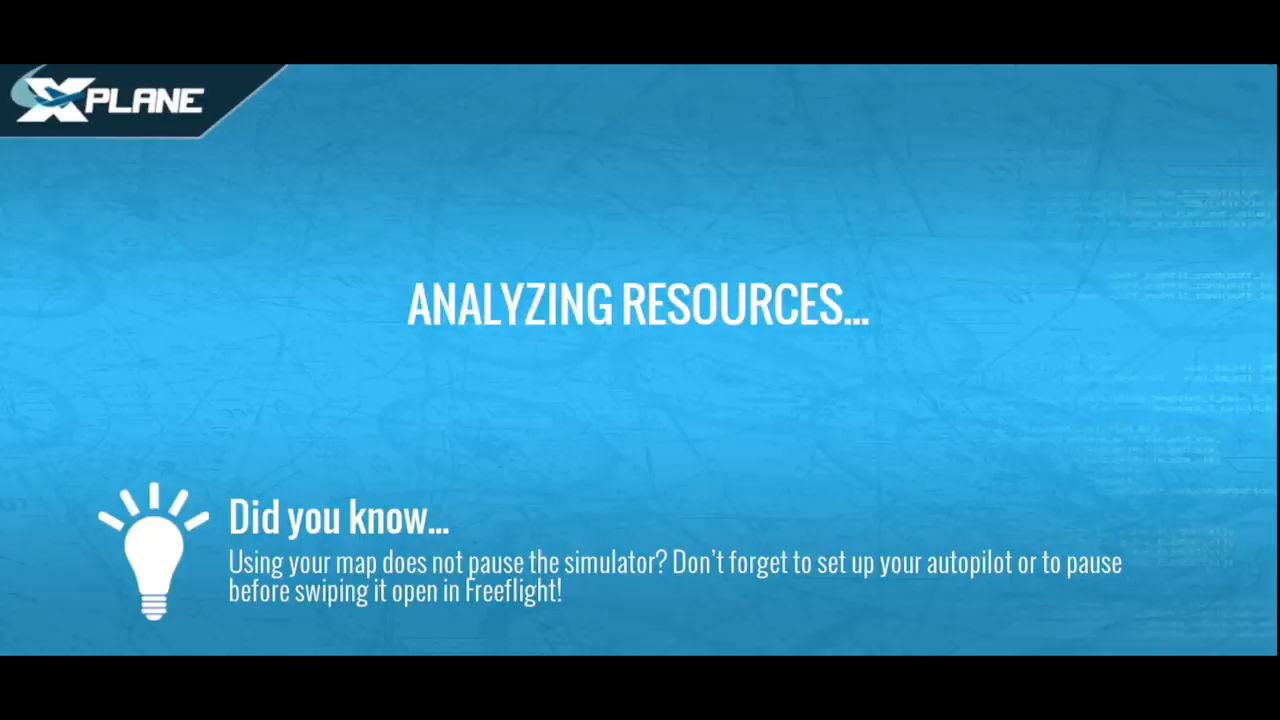 X PLANE
ANALYZING RESOURCES...
Did you know...
Using your map does not pause the simulator? Don't forget to set up your autopilot or to pause
before swiping it open in Freeflight!